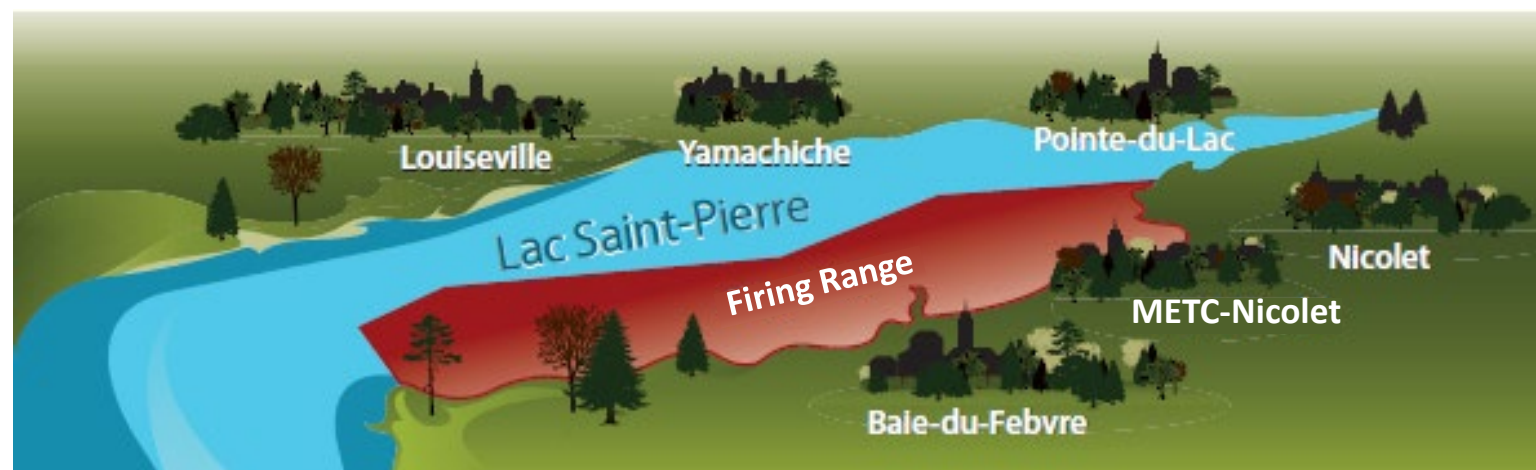 Louiseville
Yamachiche
Pointe-du-Lac
Lac Saint-Pierre
Nicolet
Firing Range
METC-Nicolet
Baie-du-Febvre